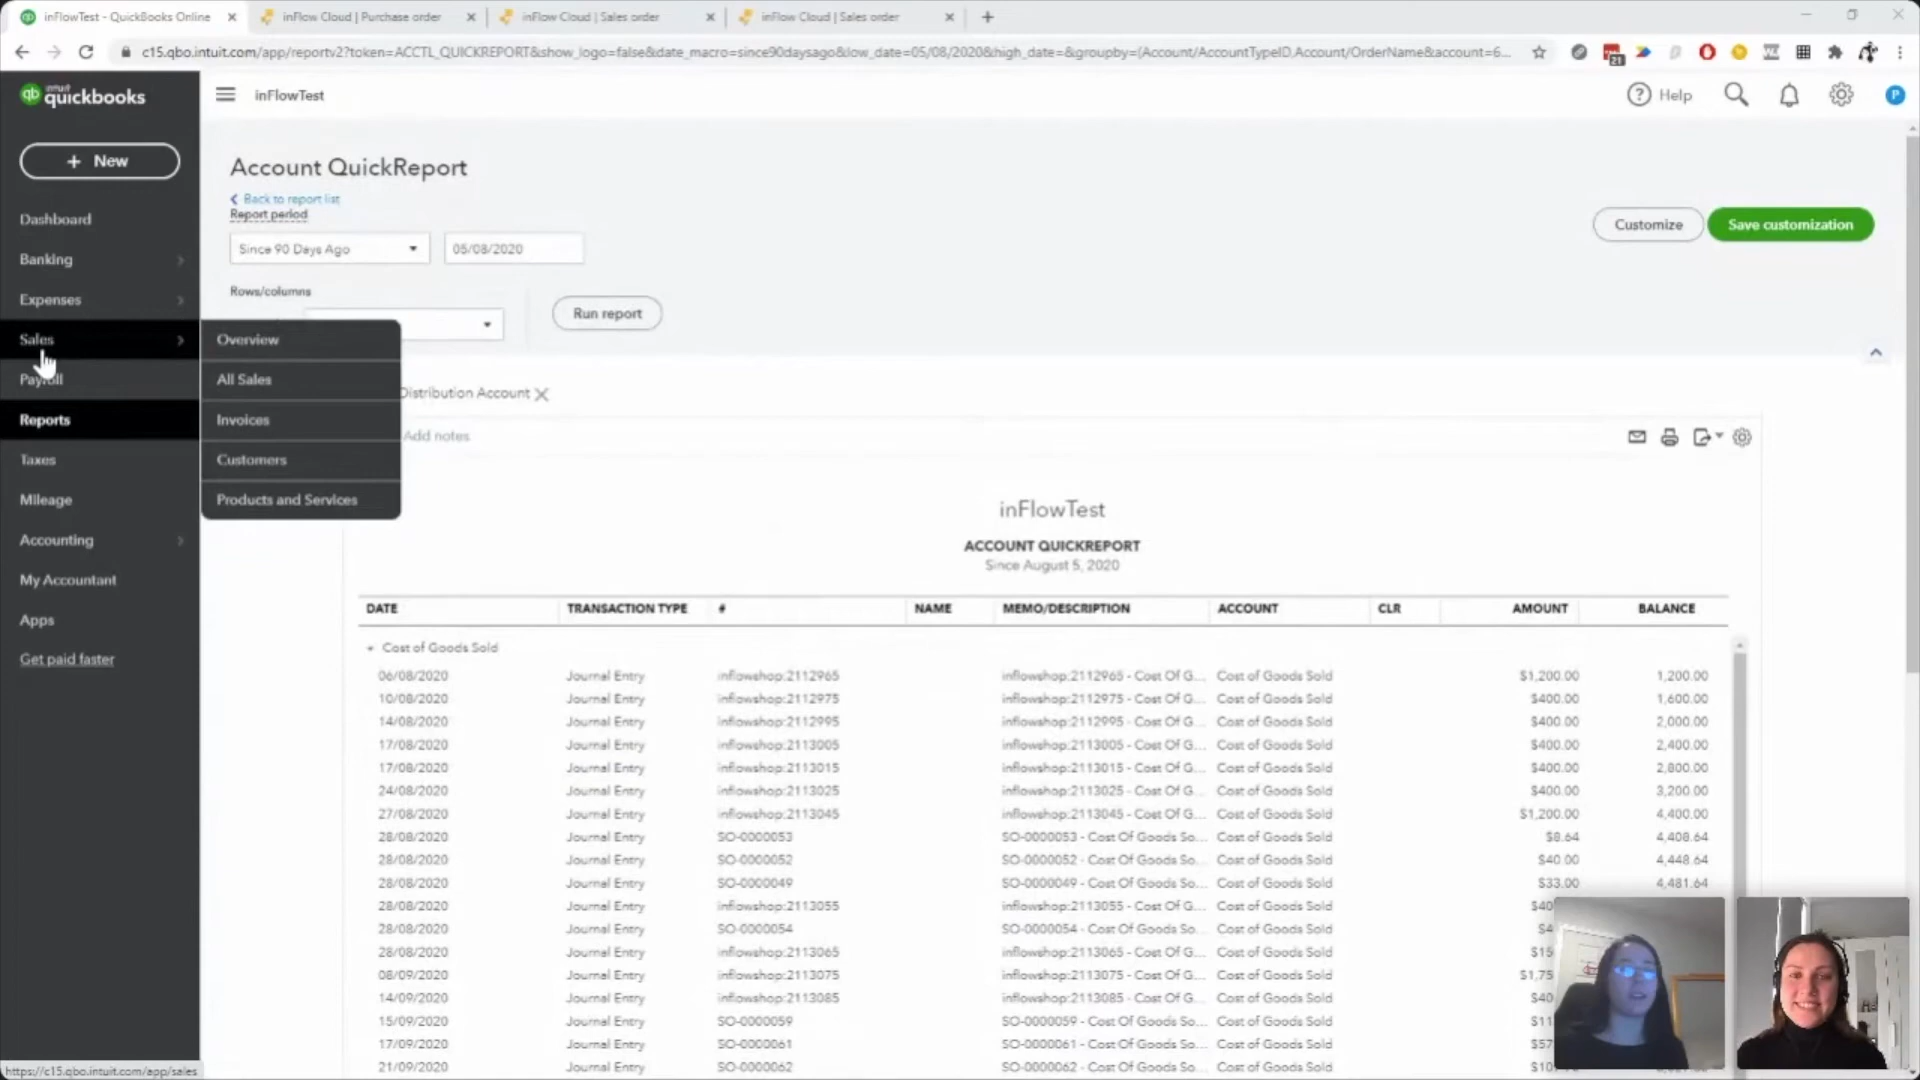 inFlowTest - QuickBooks Online
inFlow Cloud | Purchase order
inFlow Cloud | Sales order
inFlow Cloud | Sales order
c15.qbo.intuit.com/app/reportv2?token=ACCTL_QUICKREPORT&show_logo=false&date_macro=since90daysago&low_date=05/08/2020&high_date=&groupby=(Account/AccountTypeID,Account/OrderName&account=6...
21
qb intuit quickbooks
inFlowTest
Help
P
+ New
Dashboard
Banking
Expenses
Sales
Payroll
Reports
Taxes
Mileage
Accounting
My Accountant
Apps
Get paid faster
Overview
All Sales
Invoices
Customers
Products and Services
Account QuickReport
Back to report list
Report period
Since 90 Days Ago
05/08/2020
Customize
Save customization
Rows/columns
Run report
Distribution Account
Add notes
inFlowTest
ACCOUNT QUICKREPORT
Since August 5, 2020
DATE TRANSACTION TYPE # NAME MEMO/DESCRIPTION ACCOUNT CLR AMOUNT BALANCE
Cost of Goods Sold
06/08/2020 Journal Entry inflowshop:2112965 inflowshop:2112965 - Cost Of G... Cost of Goods Sold $1,200.00 1,200.00
10/08/2020 Journal Entry inflowshop:2112975 inflowshop:2112975 - Cost Of G... Cost of Goods Sold $400.00 1,600.00
14/08/2020 Journal Entry inflowshop:2112995 inflowshop:2112995 - Cost Of G... Cost of Goods Sold $400.00 2,000.00
17/08/2020 Journal Entry inflowshop:2113005 inflowshop:2113005 - Cost Of G... Cost of Goods Sold $400.00 2,400.00
17/08/2020 Journal Entry inflowshop:2113015 inflowshop:2113015 - Cost Of G... Cost of Goods Sold $400.00 2,800.00
24/08/2020 Journal Entry inflowshop:2113025 inflowshop:2113025 - Cost Of G... Cost of Goods Sold $400.00 3,200.00
27/08/2020 Journal Entry inflowshop:2113045 inflowshop:2113045 - Cost Of G... Cost of Goods Sold $1,200.00 4,400.00
28/08/2020 Journal Entry SO-0000053 SO-0000053 - Cost Of Goods So... Cost of Goods Sold $8.64 4,408.64
28/08/2020 Journal Entry SO-0000052 SO-0000052 - Cost Of Goods So... Cost of Goods Sold $40.00 4,448.64
28/08/2020 Journal Entry SO-0000049 SO-0000049 - Cost Of Goods So... Cost of Goods Sold $33.00 4,481.64
28/08/2020 Journal Entry inflowshop:2113055 inflowshop:2113055 - Cost Of G... Cost of Goods Sold $40
28/08/2020 Journal Entry SO-0000054 SO-0000054 - Cost Of Goods So... Cost of Goods Sold $4
28/08/2020 Journal Entry inflowshop:2113065 inflowshop:2113065 - Cost Of G... Cost of Goods Sold $15
08/09/2020 Journal Entry inflowshop:2113075 inflowshop:2113075 - Cost Of G... Cost of Goods Sold $1,75
14/09/2020 Journal Entry inflowshop:2113085 inflowshop:2113085 - Cost Of G... Cost of Goods Sold $40
15/09/2020 Journal Entry SO-0000059 SO-0000059 - Cost Of Goods So... Cost of Goods Sold $11
17/09/2020 Journal Entry SO-0000061 SO-0000061 - Cost Of Goods So... Cost of Goods Sold $57
21/09/2020 Journal Entry SO-0000062 SO-0000062 - Cost Of Goods So... Cost of Goods Sold $10
https://c15.qbo.intuit.com/app/sales